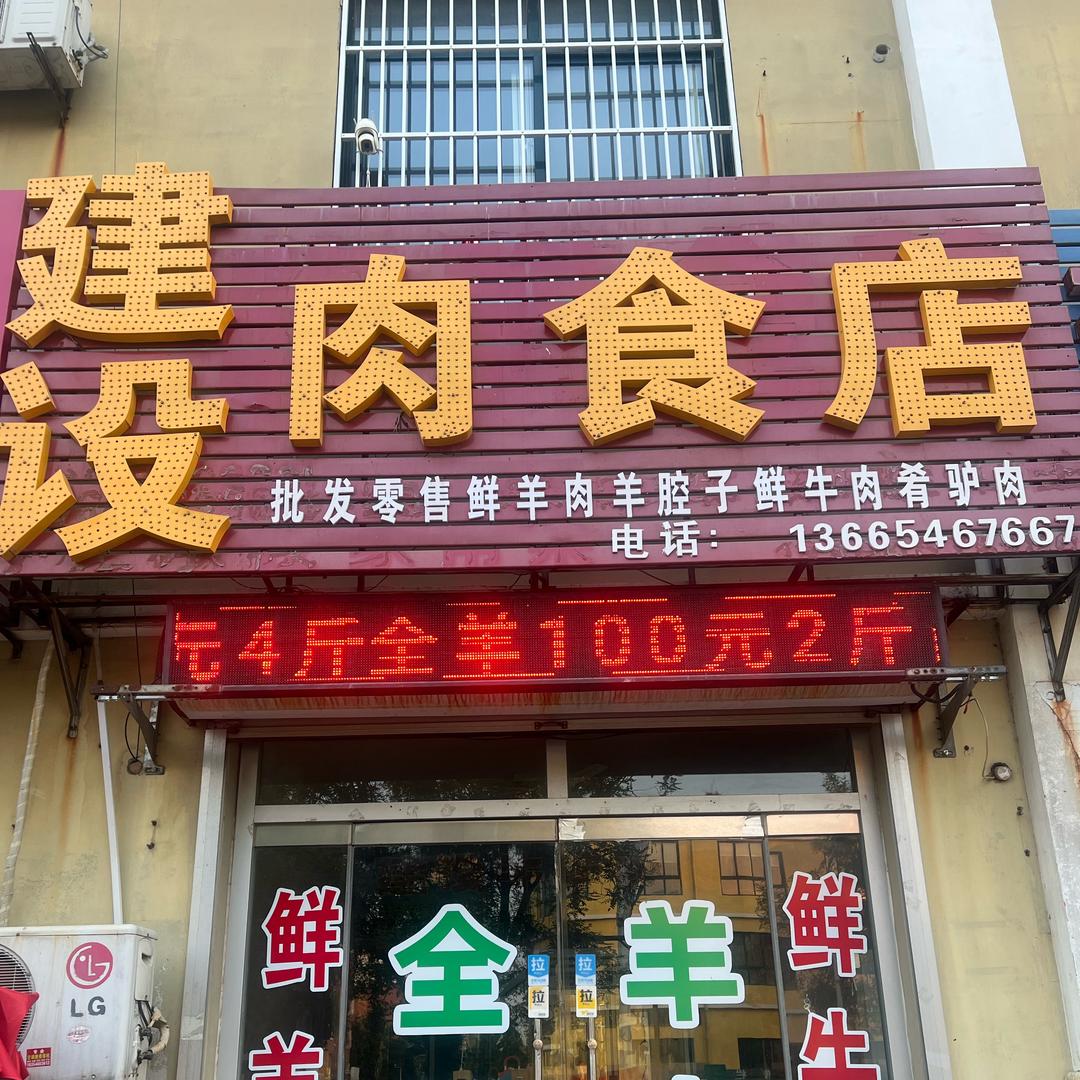 建设
肉食店
批发零售鲜羊肉羊腔子鲜牛肉肴驴肉
电话: 13665467667
元4斤全羊100元2斤
鲜羊
全羊
鲜牛
拉
拉
拉
拉
LG